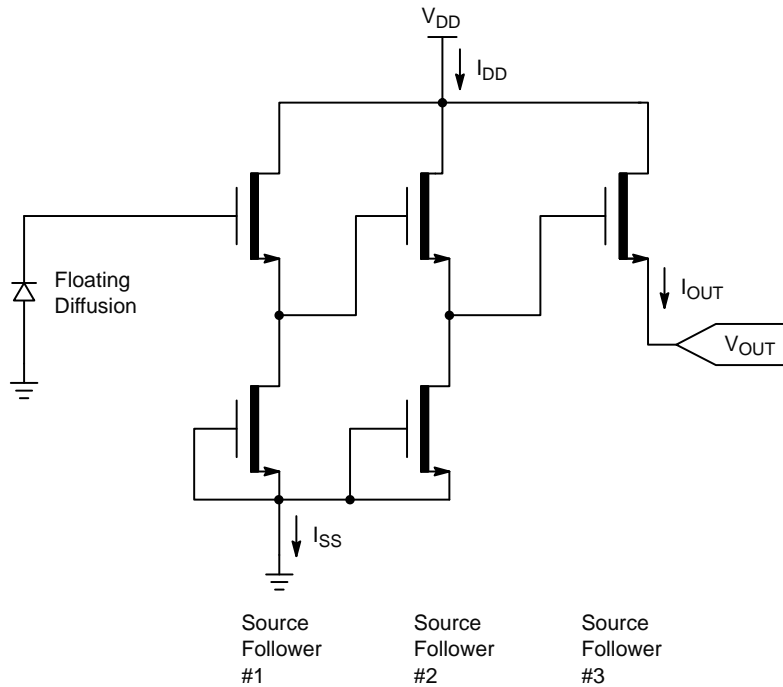 VDD
IDD
Floating
Diffusion
IOUT
VOUT
ISS
Source
Follower
#1
Source
Follower
#2
Source
Follower
#3